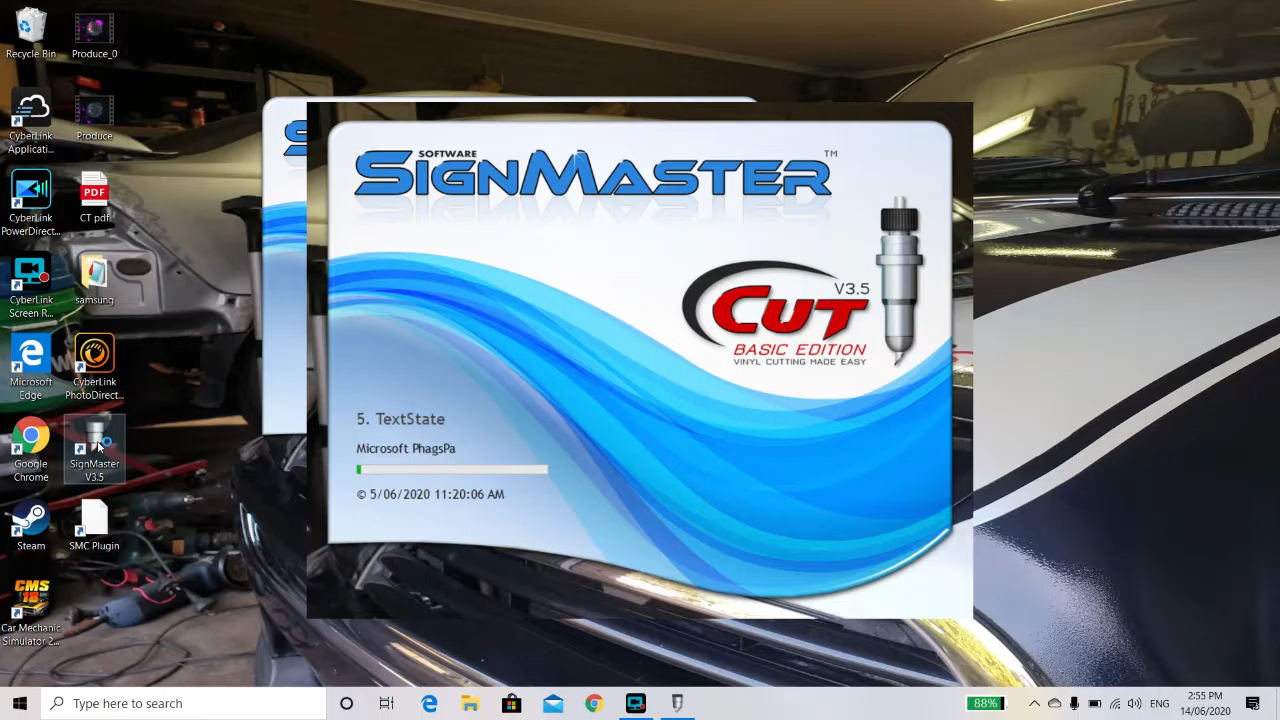 Recycle Bin
Produce_0
CyberLink
Applicati...
Produce
CyberLink
PowerDirect...
PDF
CT pdf
CyberLink
Screen R...
samsung
Microsoft
Edge
CyberLink
PhotoDirect...
Google
Chrome
SignMaster
V3.5
Steam
SMC Plugin
CMS
18
Car Mechanic
Simulator 2...
SOFTWARE
SIGNMASTER TM
V3.5
CUT
BASIC EDITION
VINYL CUTTING MADE EASY
5. TextState
Microsoft PhagsPa
© 5/06/2020 11:20:06 AM
Type here to search
88%
ENG
2:55 PM
14/06/2020